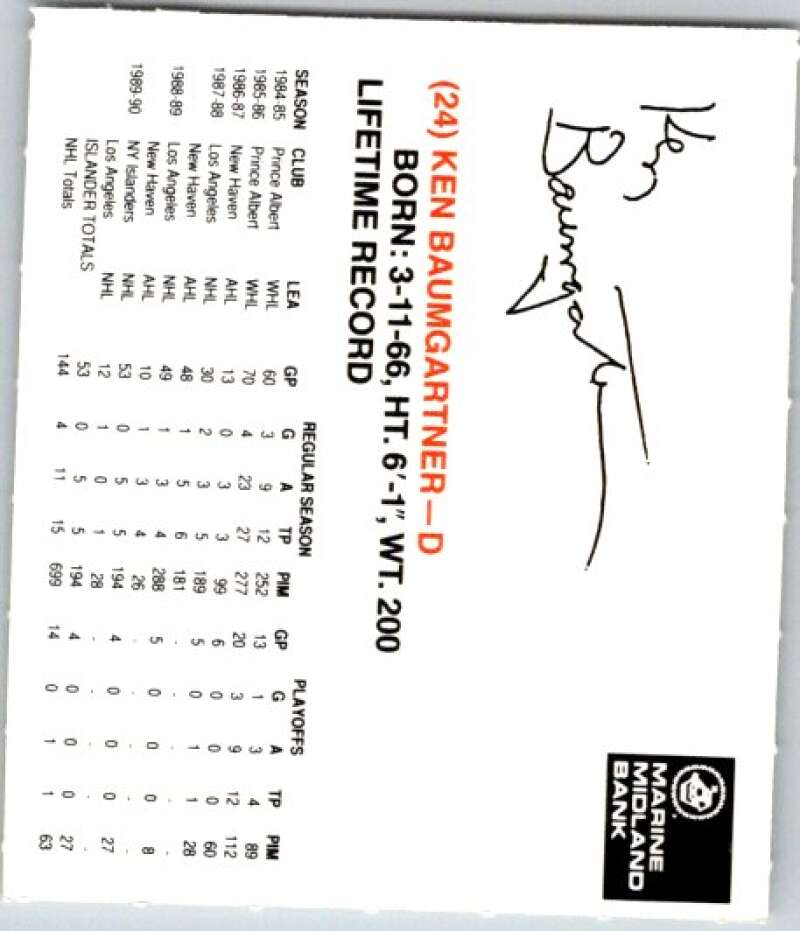 Ken
Baumgartner
MARINE
MIDLAND
BANK
(24) KEN BAUMGARTNER—D
BORN: 3-11-66, HT. 6'-1", WT. 200
LIFETIME RECORD
REGULAR SEASON PLAYOFFS
SEASON CLUB LEA GP G A TP PIM GP G A TP PIM
1984-85 Prince Albert WHL 60 3 9 12 252 13 1 3 4 89
1985-86 Prince Albert WHL 70 4 23 27 277 20 3 9 12 112
1986-87 New Haven AHL 13 0 3 3 99 6 0 0 0 60
1987-88 Los Angeles NHL 30 2 3 5 189 5 0 1 1 28
New Haven AHL 48 1 5 6 181 - - - - -
1988-89 Los Angeles NHL 49 1 3 4 288 5 0 0 0 8
New Haven AHL 10 1 3 4 26 - - - - -
1989-90 NY Islanders NHL 53 0 5 5 194 4 0 0 0 27
Los Angeles NHL 12 1 0 1 28 - - - - -
ISLANDER TOTALS 53 0 5 5 194 4 0 0 0 27
NHL Totals 144 4 11 15 699 14 0 1 1 63